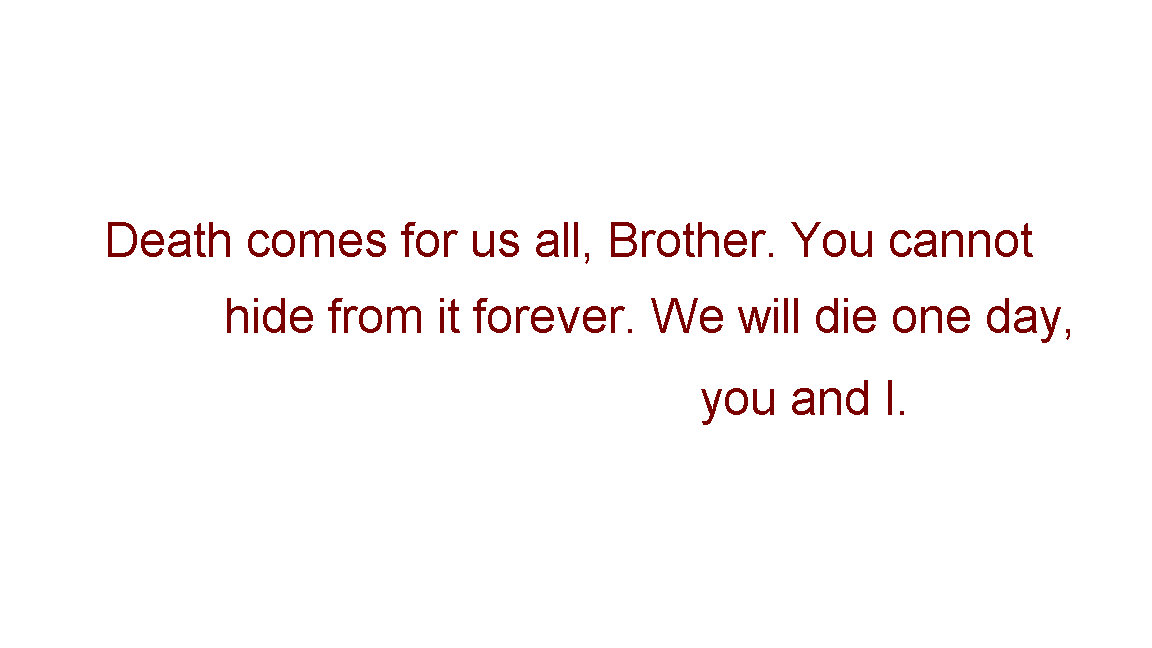 Death comes for us all, Brother. You cannot
hide from it forever. We will die one day,
you and I.